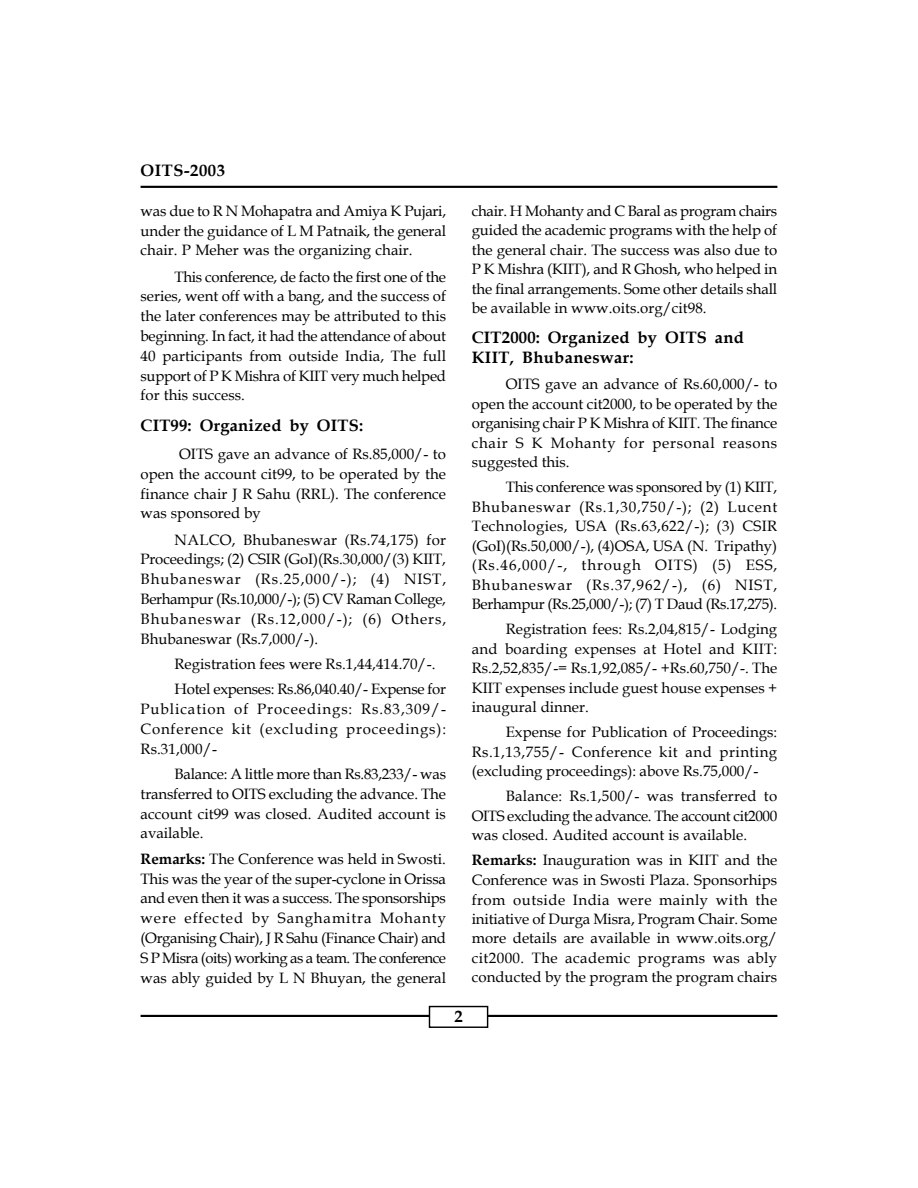 OITS-2003
was due to R N Mohapatra and Amiya K Pujari,
under the guidance of L M Patnaik, the general
chair. P Meher was the organizing chair.
This conference, de facto the first one of the
series, went off with a bang, and the success of
the later conferences may be attributed to this
beginning. In fact, it had the attendance of about
40 participants from outside India, The full
support of P K Mishra of KIIT very much helped
for this success.
CIT99: Organized by OITS:
OITS gave an advance of Rs.85,000/- to
open the account cit99, to be operated by the
finance chair J R Sahu (RRL). The conference
was sponsored by
NALCO, Bhubaneswar (Rs.74,175) for
Proceedings; (2) CSIR (GoI)(Rs.30,000/(3) KIIT,
Bhubaneswar (Rs.25,000/-); (4) NIST,
Berhampur (Rs.10,000/-); (5) CV Raman College,
Bhubaneswar (Rs.12,000/-); (6) Others,
Bhubaneswar (Rs.7,000/-).
Registration fees were Rs.1,44,414.70/-.
Hotel expenses: Rs.86,040.40/- Expense for
Publication of Proceedings: Rs.83,309/-
Conference kit (excluding proceedings):
Rs.31,000/-
Balance: A little more than Rs.83,233/- was
transferred to OITS excluding the advance. The
account cit99 was closed. Audited account is
available.
Remarks: The Conference was held in Swosti.
This was the year of the super-cyclone in Orissa
and even then it was a success. The sponsorships
were effected by Sanghamitra Mohanty
(Organising Chair), J R Sahu (Finance Chair) and
S P Misra (oits) working as a team. The conference
was ably guided by L N Bhuyan, the general
chair. H Mohanty and C Baral as program chairs
guided the academic programs with the help of
the general chair. The success was also due to
P K Mishra (KIIT), and R Ghosh, who helped in
the final arrangements. Some other details shall
be available in www.oits.org/cit98.
CIT2000: Organized by OITS and
KIIT, Bhubaneswar:
OITS gave an advance of Rs.60,000/- to
open the account cit2000, to be operated by the
organising chair P K Mishra of KIIT. The finance
chair S K Mohanty for personal reasons
suggested this.
This conference was sponsored by (1) KIIT,
Bhubaneswar (Rs.1,30,750/-); (2) Lucent
Technologies, USA (Rs.63,622/-); (3) CSIR
(GoI)(Rs.50,000/-), (4)OSA, USA (N. Tripathy)
(Rs.46,000/-, through OITS) (5) ESS,
Bhubaneswar (Rs.37,962/-), (6) NIST,
Berhampur (Rs.25,000/-); (7) T Daud (Rs.17,275).
Registration fees: Rs.2,04,815/- Lodging
and boarding expenses at Hotel and KIIT:
Rs.2,52,835/-= Rs.1,92,085/- +Rs.60,750/-. The
KIIT expenses include guest house expenses +
inaugural dinner.
Expense for Publication of Proceedings:
Rs.1,13,755/- Conference kit and printing
(excluding proceedings): above Rs.75,000/-
Balance: Rs.1,500/- was transferred to
OITS excluding the advance. The account cit2000
was closed. Audited account is available.
Remarks: Inauguration was in KIIT and the
Conference was in Swosti Plaza. Sponsorhips
from outside India were mainly with the
initiative of Durga Misra, Program Chair. Some
more details are available in www.oits.org/
cit2000. The academic programs was ably
conducted by the program the program chairs
2